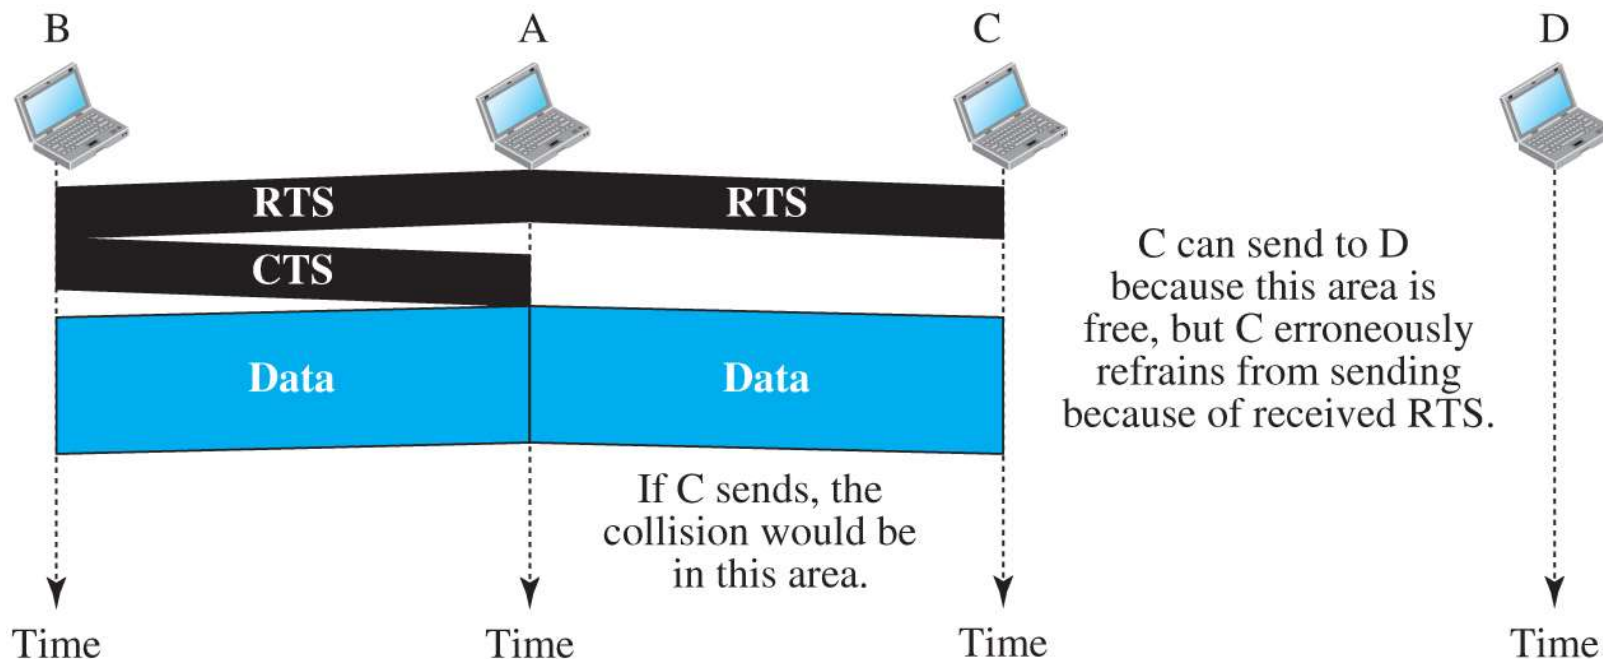 B
A
C
D
RTS
RTS
CTS
C can send to D
because this area is
free, but C erroneously
refrains from sending
because of received RTS.
Data
Data
If C sends, the
collision would be
in this area.
Time
Time
Time
Time